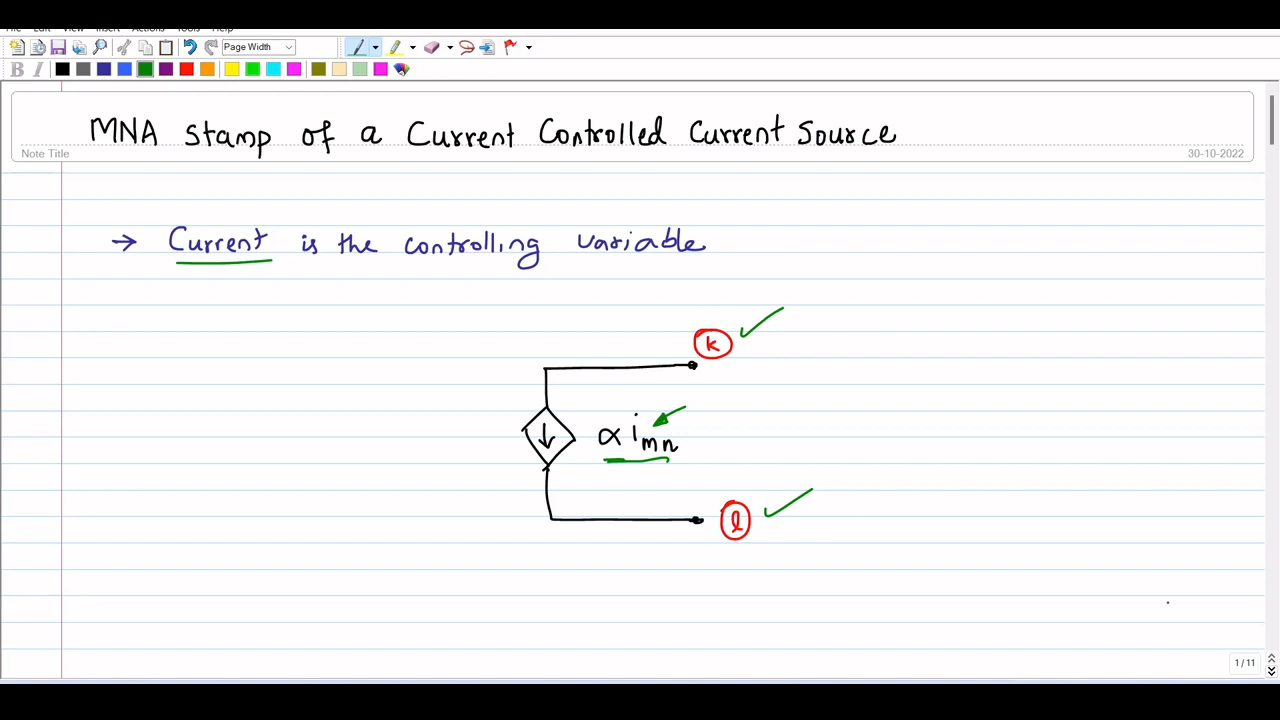 Page Width
B I
MNA Stamp of a Current Controlled Current Source
Note Title
30-10-2022
→ Current is the controlling variable
k
∝ i mn
l
1 / 11